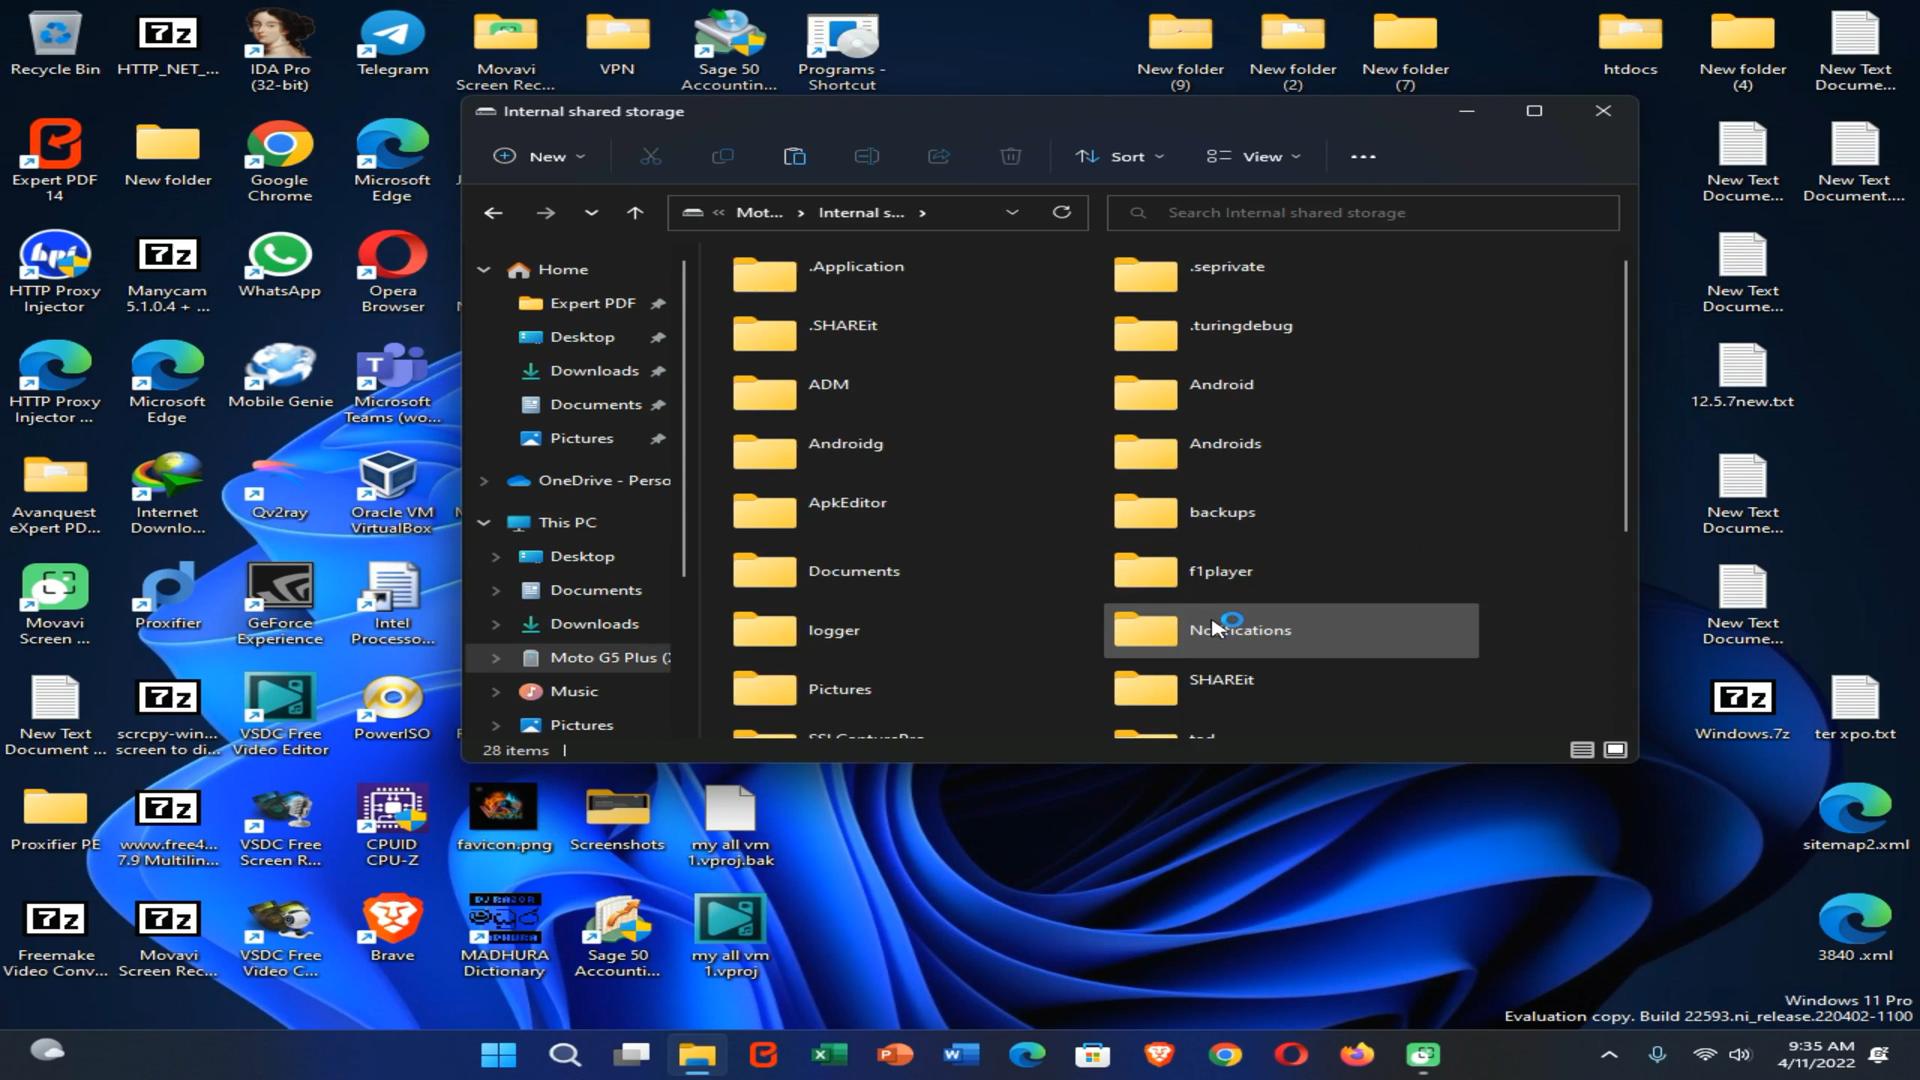 Recycle Bin
HTTP_NET_...
IDA Pro
(32-bit)
Telegram
Movavi
Screen Rec...
VPN
Sage 50
Accountin...
Programs -
Shortcut
New folder
(9)
New folder
(2)
New folder
(7)
htdocs
New folder
(4)
New Text
Docume...
Expert PDF
14
New folder
Google
Chrome
Microsoft
Edge
New Text
Docume...
New Text
Document....
HTTP Proxy
Injector
Manycam
5.1.0.4 + ...
WhatsApp
Opera
Browser
New Text
Docume...
New Text
Docume...
HTTP Proxy
Injector ...
Microsoft
Edge
Mobile Genie
Microsoft
Teams (wo...
12.5.7new.txt
Avanquest
eXpert PD...
Internet
Downlo...
Qv2ray
Oracle VM
VirtualBox
New Text
Docume...
Movavi
Screen ...
Proxifier
GeForce
Experience
Intel
Processo...
New Text
Docume...
New Text
Document ...
scrcpy-win...
screen to di...
VSDC Free
Video Editor
PowerISO
Windows.7z
ter xpo.txt
Proxifier PE
www.free4...
7.9 Multilin...
VSDC Free
Screen R...
CPUID
CPU-Z
favicon.png
Screenshots
my all vm
1.vproj.bak
sitemap2.xml
Freemake
Video Conv...
Movavi
Screen Rec...
VSDC Free
Video C...
Brave
DJ RAZOR
MADHURA
Dictionary
Sage 50
Accounti...
my all vm
1.vproj
3840 .xml
Internal shared storage
New
Sort
View
Mot...
Internal s...
Search Internal shared storage
Home
Expert PDF
Desktop
Downloads
Documents
Pictures
OneDrive - Perso
This PC
Desktop
Documents
Downloads
Moto G5 Plus (
Music
Pictures
.Application
.seprivate
.SHAREit
.turingdebug
ADM
Android
Androidg
Androids
ApkEditor
backups
Documents
f1player
logger
Notifications
Pictures
SHAREit
SSLCapturePro
28 items
Windows 11 Pro
Evaluation copy. Build 22593.ni_release.220402-1100
9:35 AM
4/11/2022